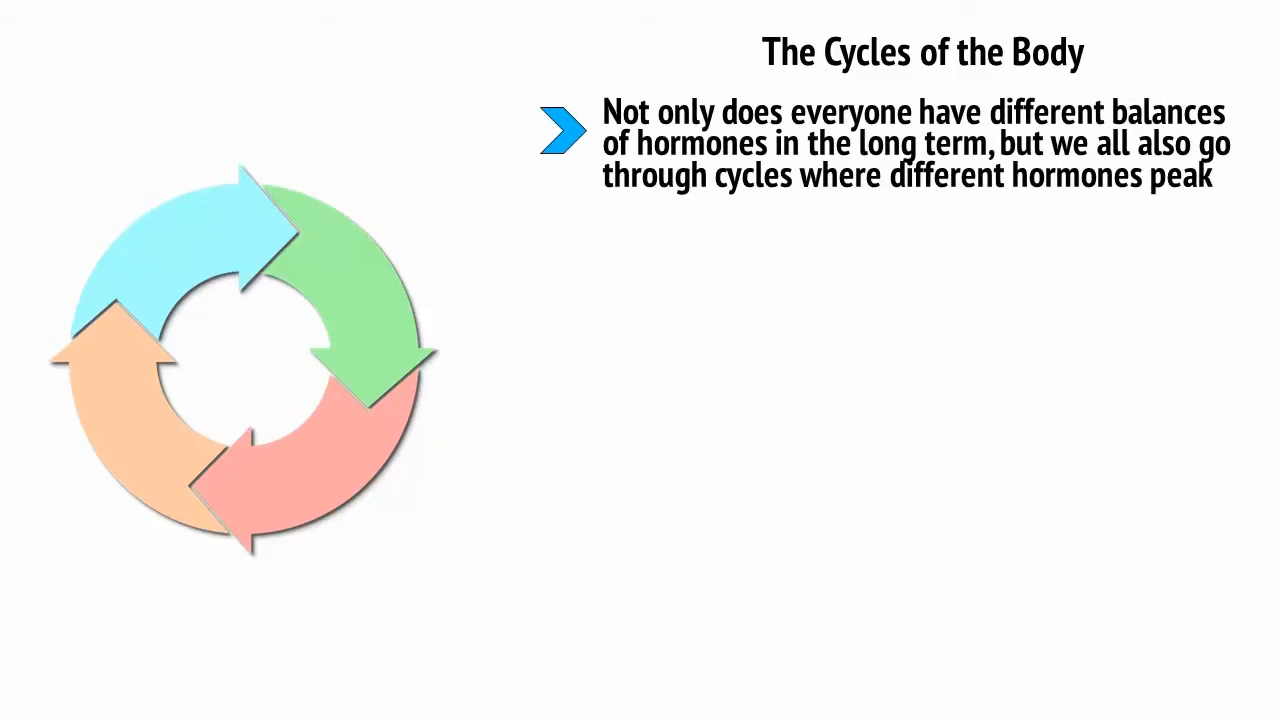 The Cycles of the Body
Not only does everyone have different balances
of hormones in the long term, but we all also go
through cycles where different hormones peak